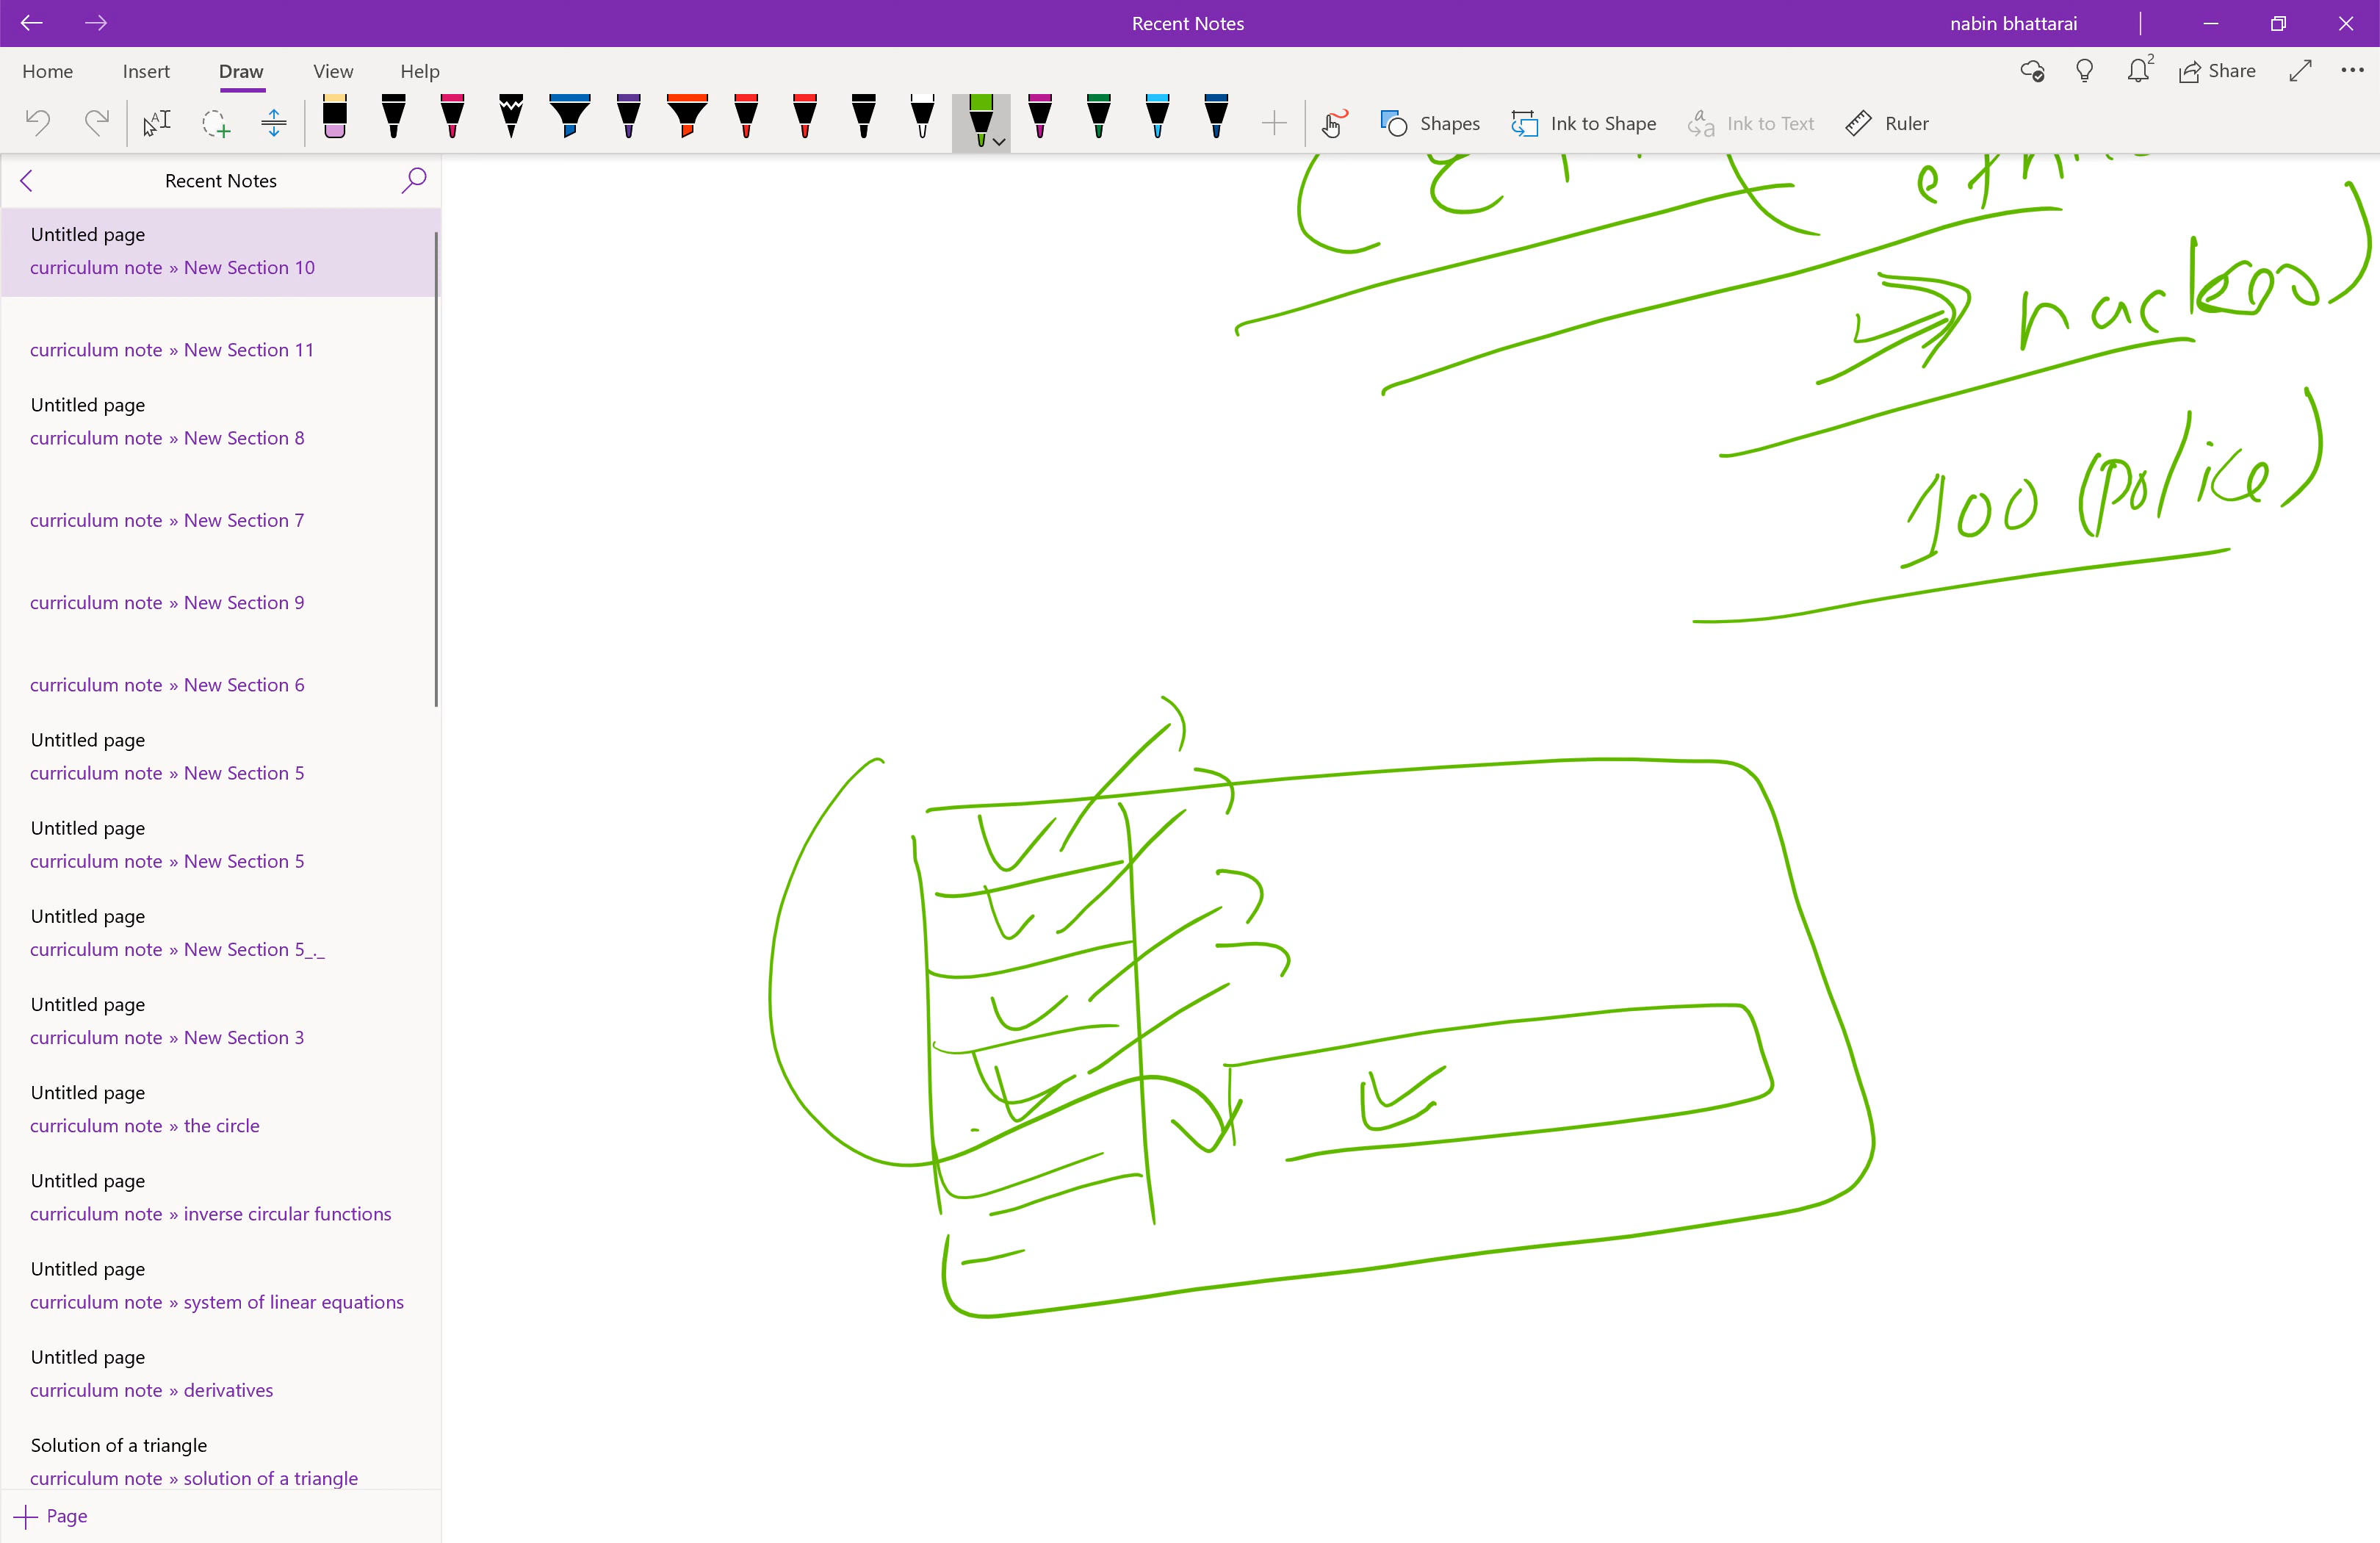 Recent Notes
nabin bhattarai
Home Insert Draw View Help
2 Share
Shapes Ink to Shape Ink to Text Ruler
Recent Notes
Untitled page
curriculum note » New Section 10
curriculum note » New Section 11
Untitled page
curriculum note » New Section 8
curriculum note » New Section 7
curriculum note » New Section 9
curriculum note » New Section 6
Untitled page
curriculum note » New Section 5
Untitled page
curriculum note » New Section 5
Untitled page
curriculum note » New Section 5_._
Untitled page
curriculum note » New Section 3
Untitled page
curriculum note » the circle
Untitled page
curriculum note » inverse circular functions
Untitled page
curriculum note » system of linear equations
Untitled page
curriculum note » derivatives
Solution of a triangle
curriculum note » solution of a triangle
Page
100 (police)